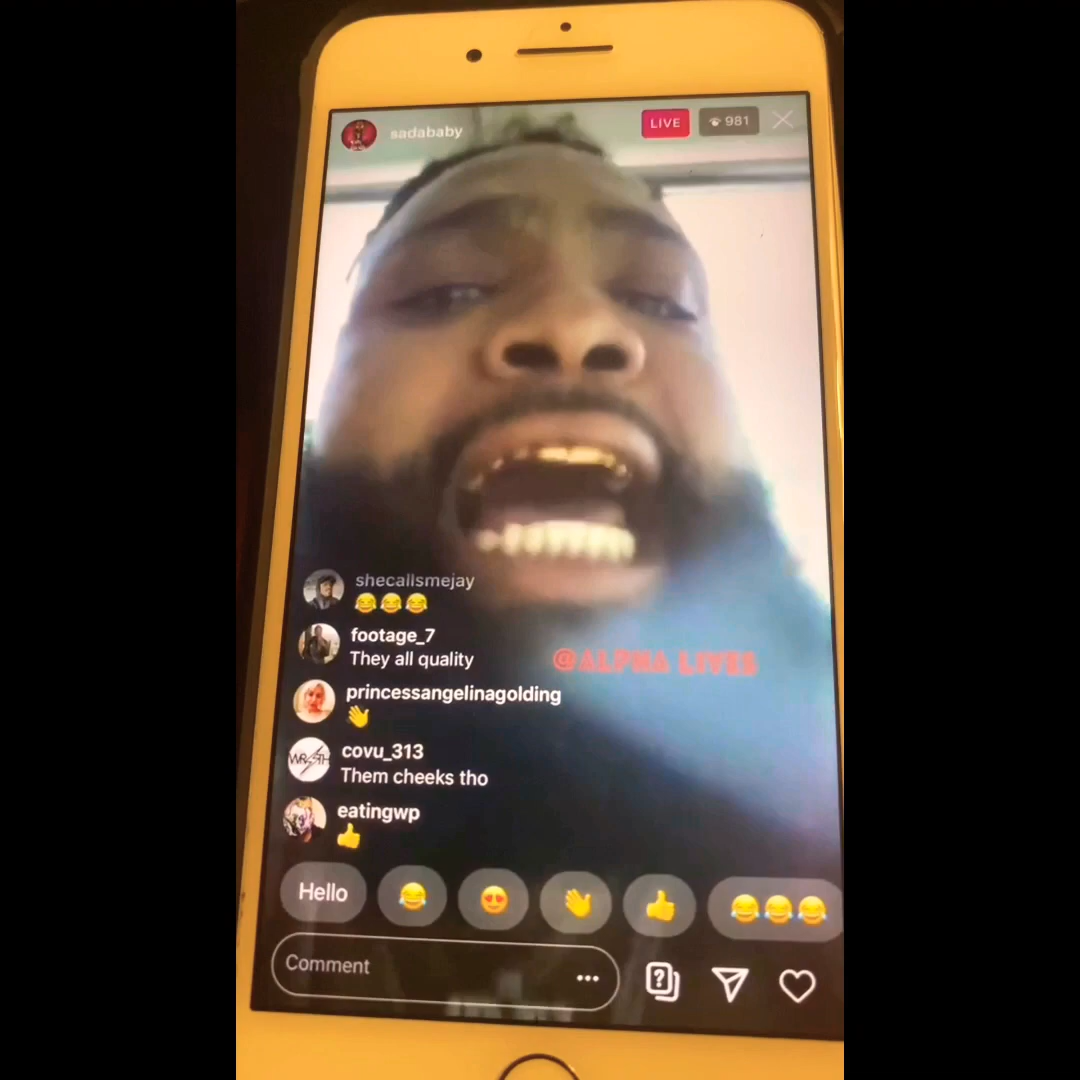 sadababy
LIVE
981
shecallsmejay
😂😂😂
footage_7
They all quality
@ALPHA LIVES
princessangelinagolding
👋
covu_313
Them cheeks tho
eatingwp
👍
Hello
Comment